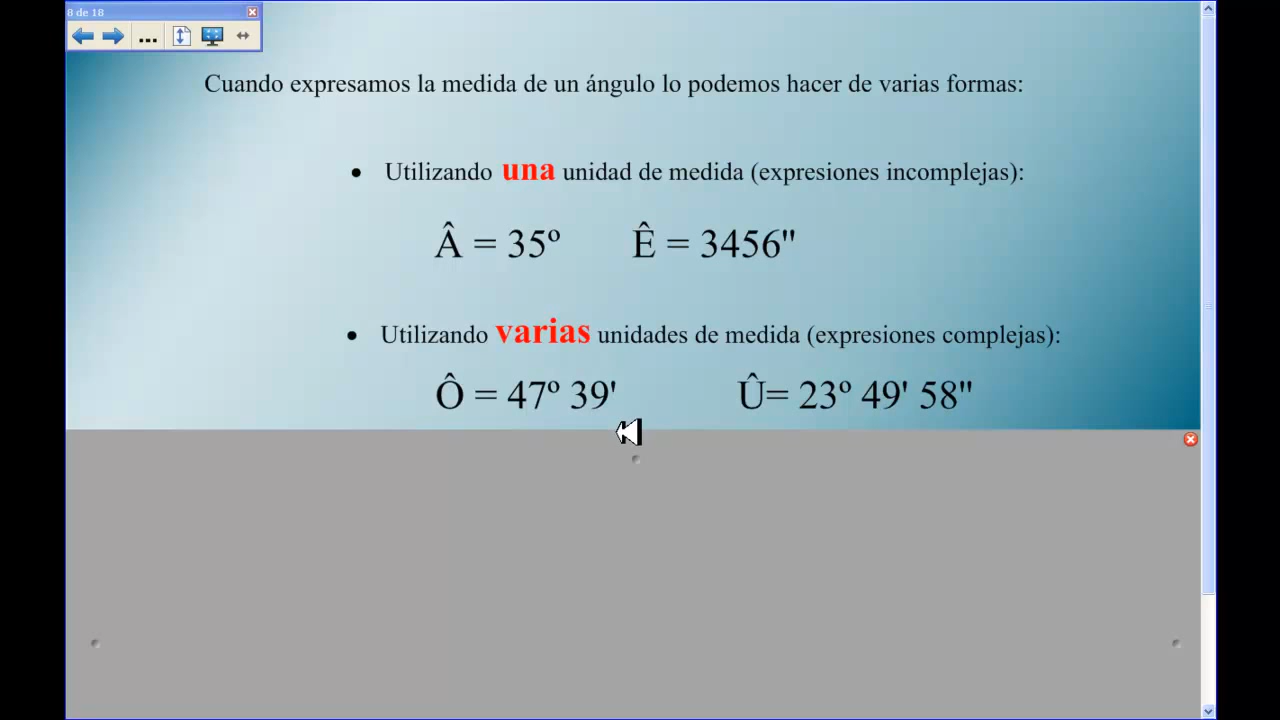 8 de 18
Cuando expresamos la medida de un ángulo lo podemos hacer de varias formas:
• Utilizando una unidad de medida (expresiones incomplejas):
Â = 35º Ê = 3456"
• Utilizando varias unidades de medida (expresiones complejas):
Ô = 47º 39' Û= 23º 49' 58"